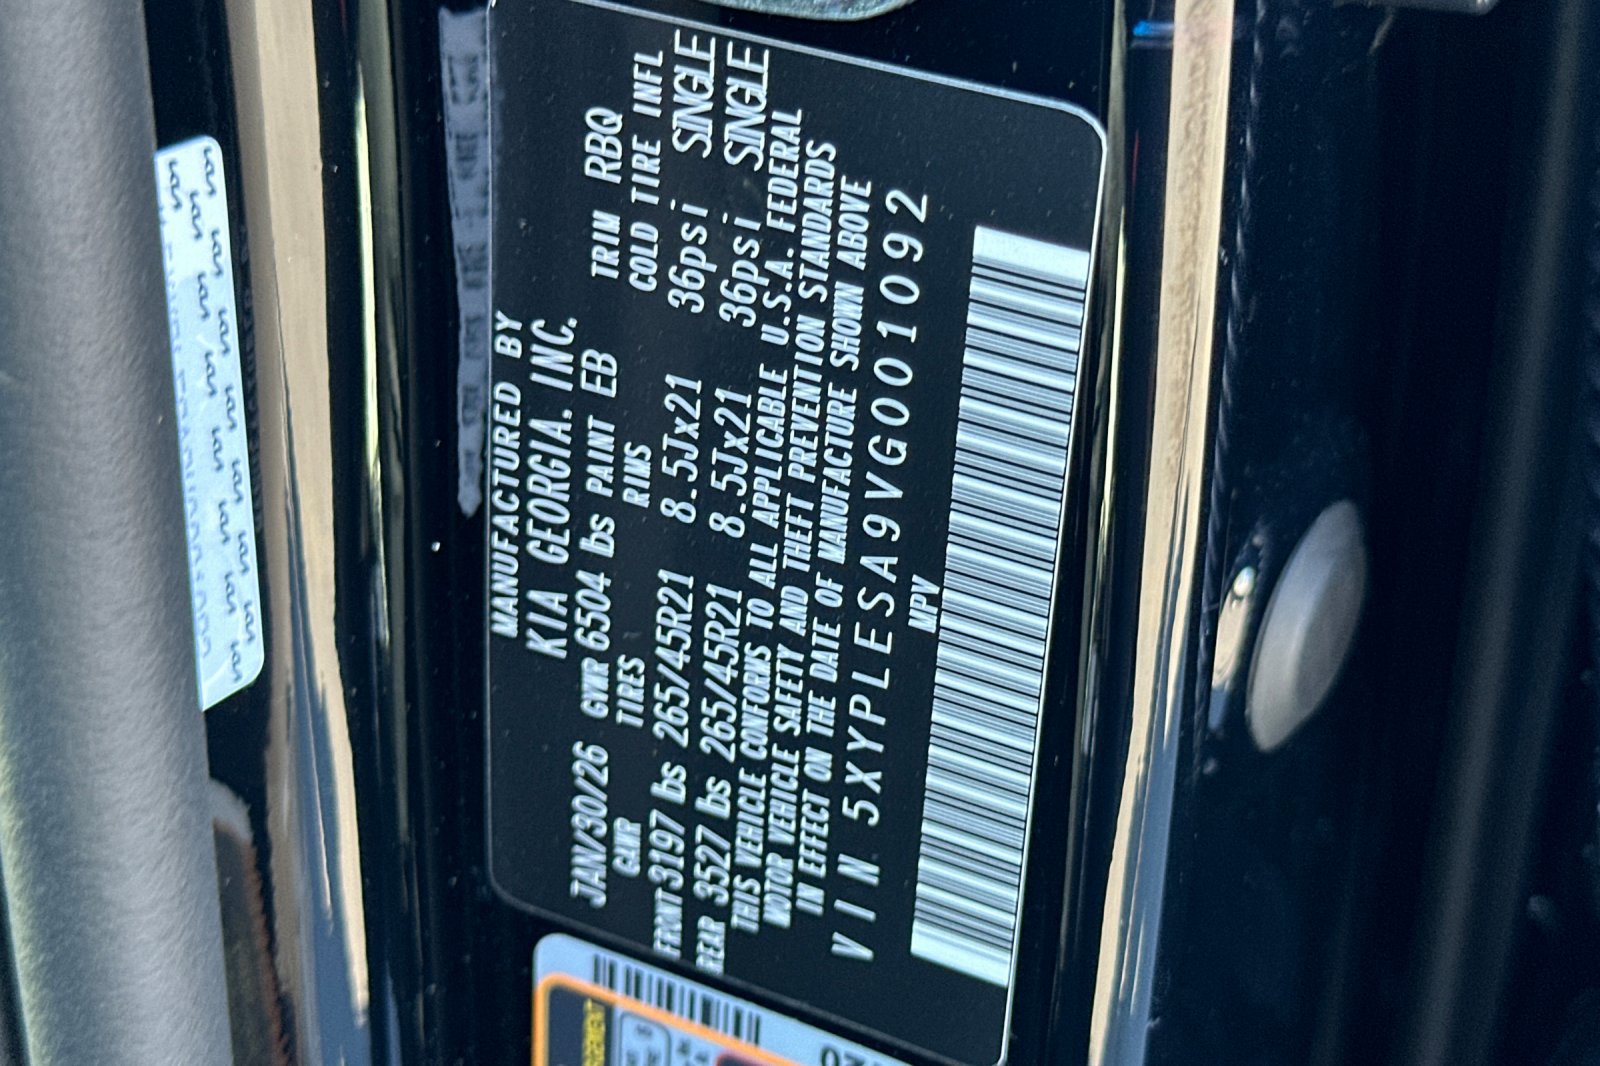 MANUFACTURED BY
KIA GEORGIA. INC.
JAN/30/26 GVWR 6504 lbs PAINT EB TRIM RBQ
GAWR TIRES RIMS COLD TIRE INFL
FRONT 3197 lbs 265/45R21 8.5Jx21 36psi SINGLE
REAR 3527 lbs 265/45R21 8.5Jx21 36psi SINGLE
THIS VEHICLE CONFORMS TO ALL APPLICABLE U.S.A. FEDERAL
MOTOR VEHICLE SAFETY AND THEFT PREVENTION STANDARDS
IN EFFECT ON THE DATE OF MANUFACTURE SHOWN ABOVE
VIN 5XYPLESA9VG001092
MPV